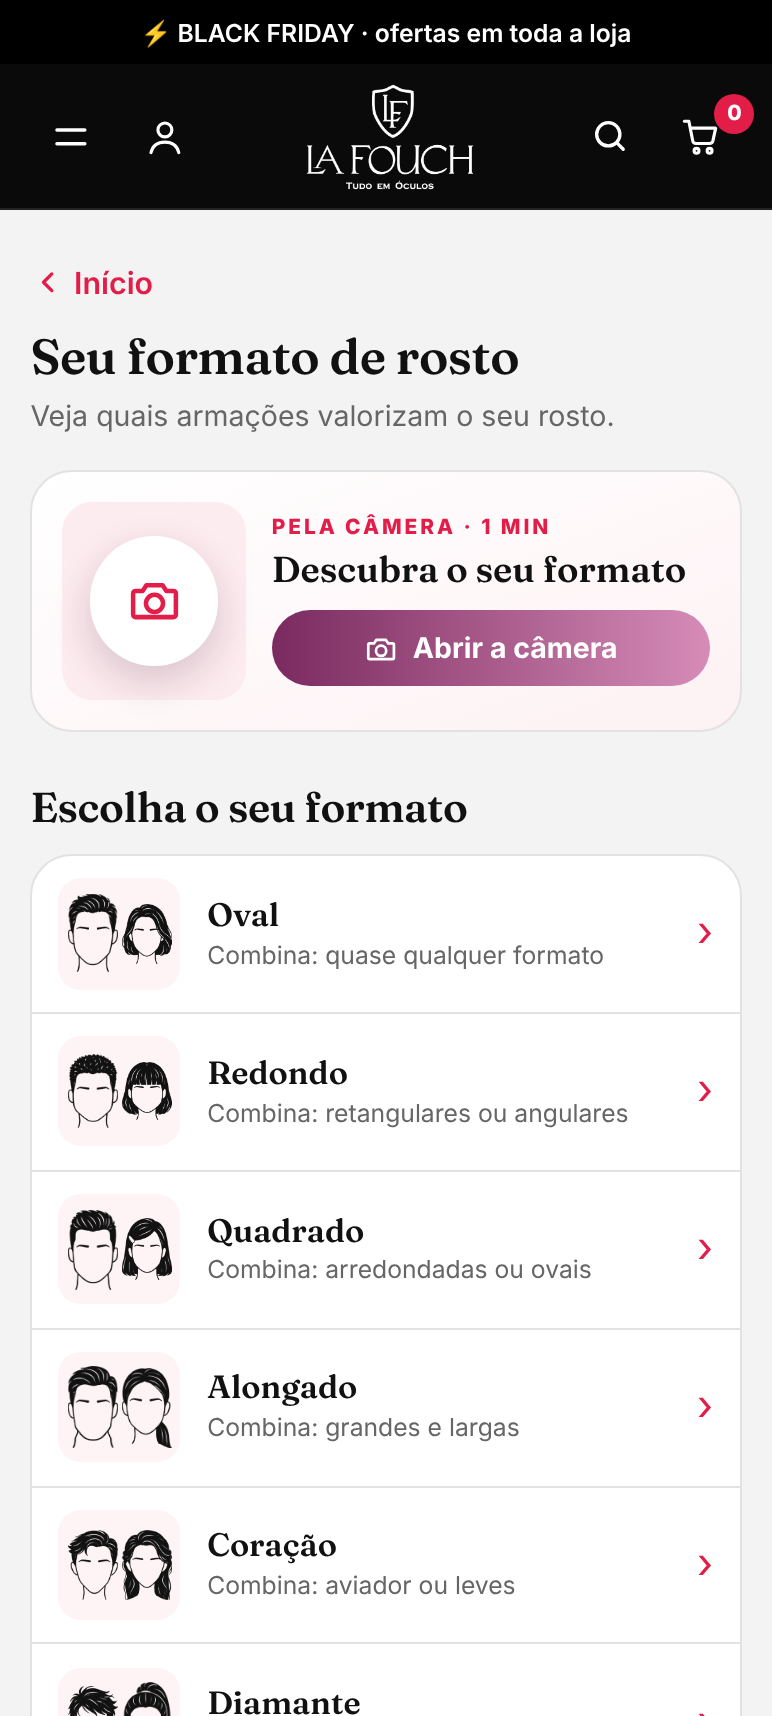 ⚡ BLACK FRIDAY · ofertas em toda a loja
LF
LA FOUCH
Tudo em Óculos
0
Início
Seu formato de rosto
Veja quais armações valorizam o seu rosto.
PELA CÂMERA · 1 MIN
Descubra o seu formato
Abrir a câmera
Escolha o seu formato
Oval
Combina: quase qualquer formato
Redondo
Combina: retangulares ou angulares
Quadrado
Combina: arredondadas ou ovais
Alongado
Combina: grandes e largas
Coração
Combina: aviador ou leves
Diamante